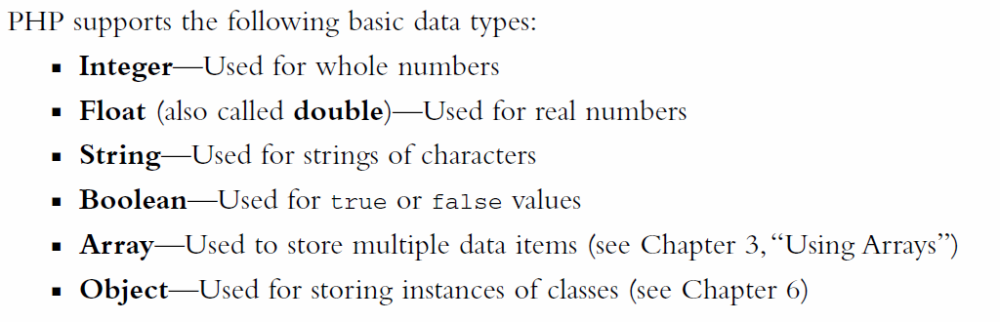 PHP supports the following basic data types:
▪ Integer—Used for whole numbers
▪ Float (also called double)—Used for real numbers
▪ String—Used for strings of characters
▪ Boolean—Used for true or false values
▪ Array—Used to store multiple data items (see Chapter 3, “Using Arrays”)
▪ Object—Used for storing instances of classes (see Chapter 6)